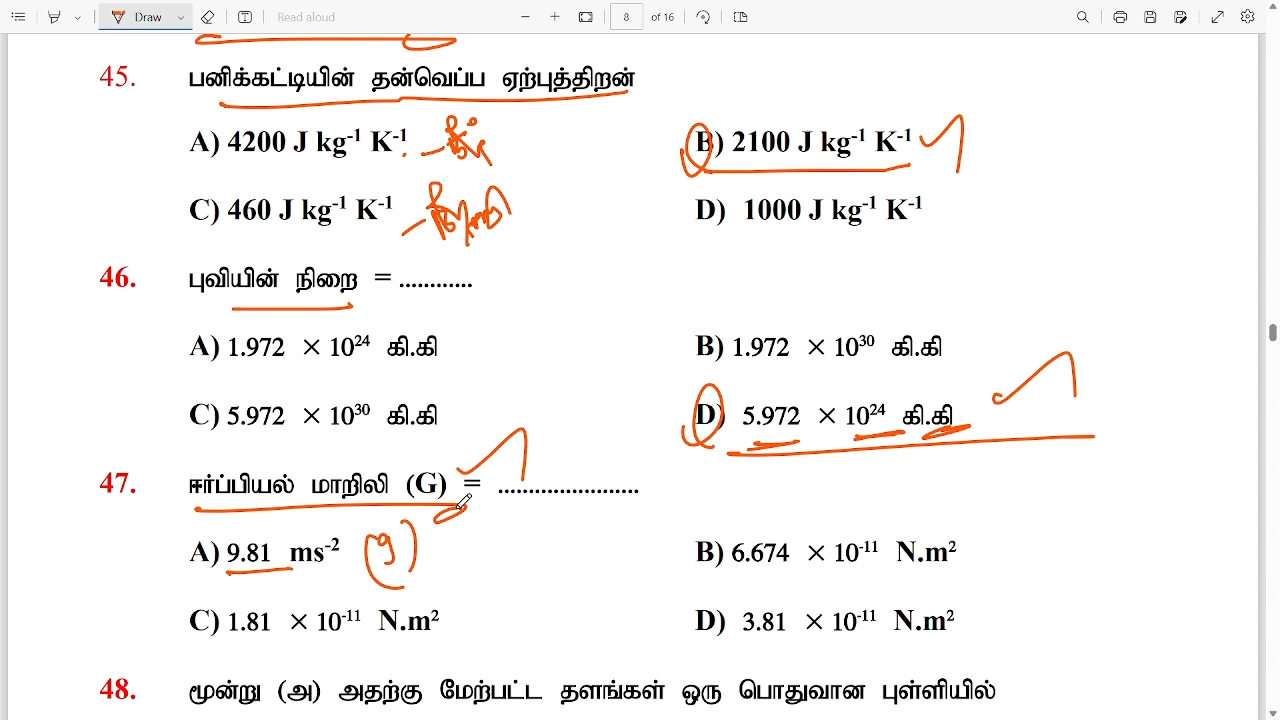 Draw Read aloud 8 of 16
45. பனிக்கட்டியின் தன்வெப்ப ஏற்புத்திறன்
A) 4200 J kg⁻¹ K⁻¹ B) 2100 J kg⁻¹ K⁻¹
C) 460 J kg⁻¹ K⁻¹ D) 1000 J kg⁻¹ K⁻¹
46. புவியின் நிறை = ............
A) 1.972 × 10²⁴ கி.கி B) 1.972 × 10³⁰ கி.கி
C) 5.972 × 10³⁰ கி.கி D) 5.972 × 10²⁴ கி.கி
47. ஈர்ப்பியல் மாறிலி (G) = .......................
A) 9.81 ms⁻² (g) B) 6.674 × 10⁻¹¹ N.m²
C) 1.81 × 10⁻¹¹ N.m² D) 3.81 × 10⁻¹¹ N.m²
48. மூன்று (அ) அதற்கு மேற்பட்ட தளங்கள் ஒரு பொதுவான புள்ளியில்